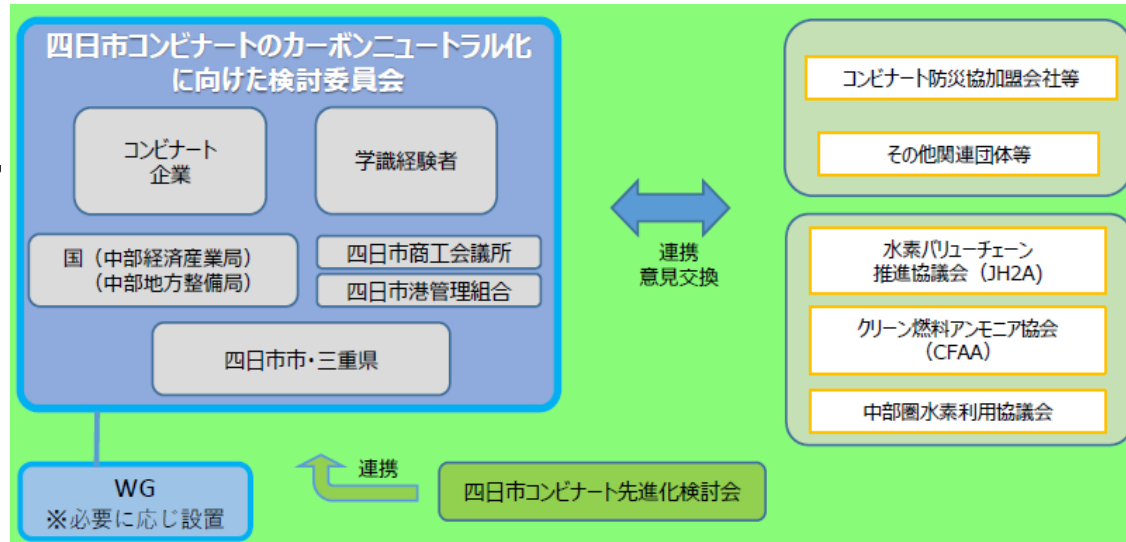 四日市コンビナートのカーボンニュートラル化
に向けた検討委員会
コンビナート
企業
学識経験者
国（中部経済産業局）
（中部地方整備局）
四日市商工会議所
四日市港管理組合
四日市市・三重県
WG
※必要に応じ設置
連携
意見交換
連携
四日市コンビナート先進化検討会
コンビナート防災協加盟会社等
その他関連団体等
水素バリューチェーン
推進協議会（JH2A)
クリーン燃料アンモニア協会
（CFAA）
中部圏水素利用協議会